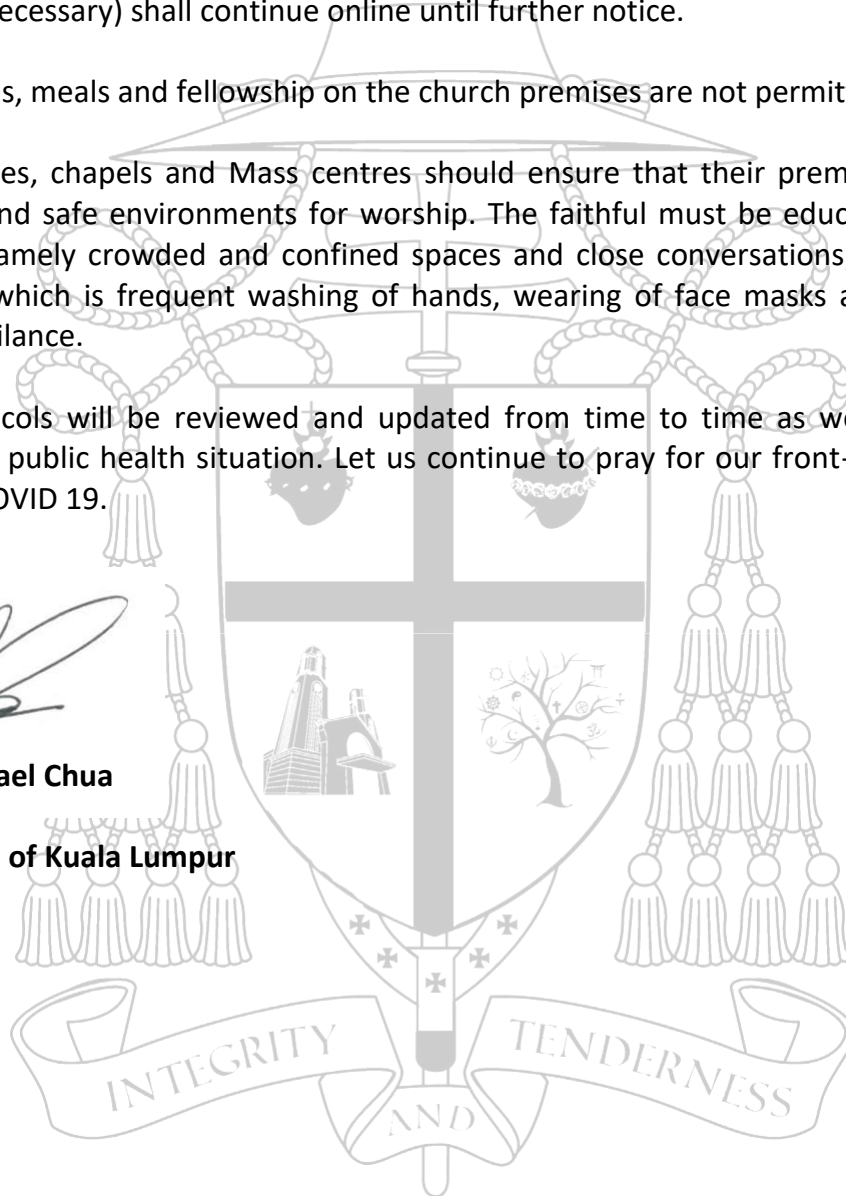 ecessary) shall continue online until further notice.
s, meals and fellowship on the church premises are not permit
es, chapels and Mass centres should ensure that their prem
nd safe environments for worship. The faithful must be educ
amely crowded and confined spaces and close conversations,
which is frequent washing of hands, wearing of face masks a
ilance.
cols will be reviewed and updated from time to time as we
public health situation. Let us continue to pray for our front-
OVID 19.
ael Chua
of Kuala Lumpur
INTEGRITY
AND
TENDERNESS